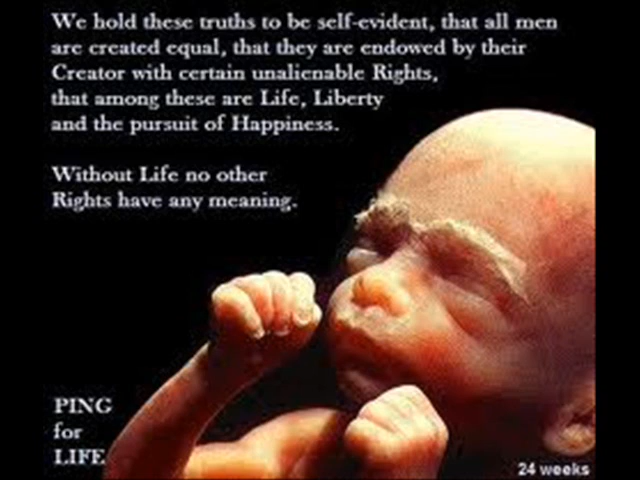 We hold these truths to be self-evident, that all men
are created equal, that they are endowed by their
Creator with certain unalienable Rights,
that among these are Life, Liberty
and the pursuit of Happiness.
Without Life no other
Rights have any meaning.
PING
for
LIFE
24 weeks